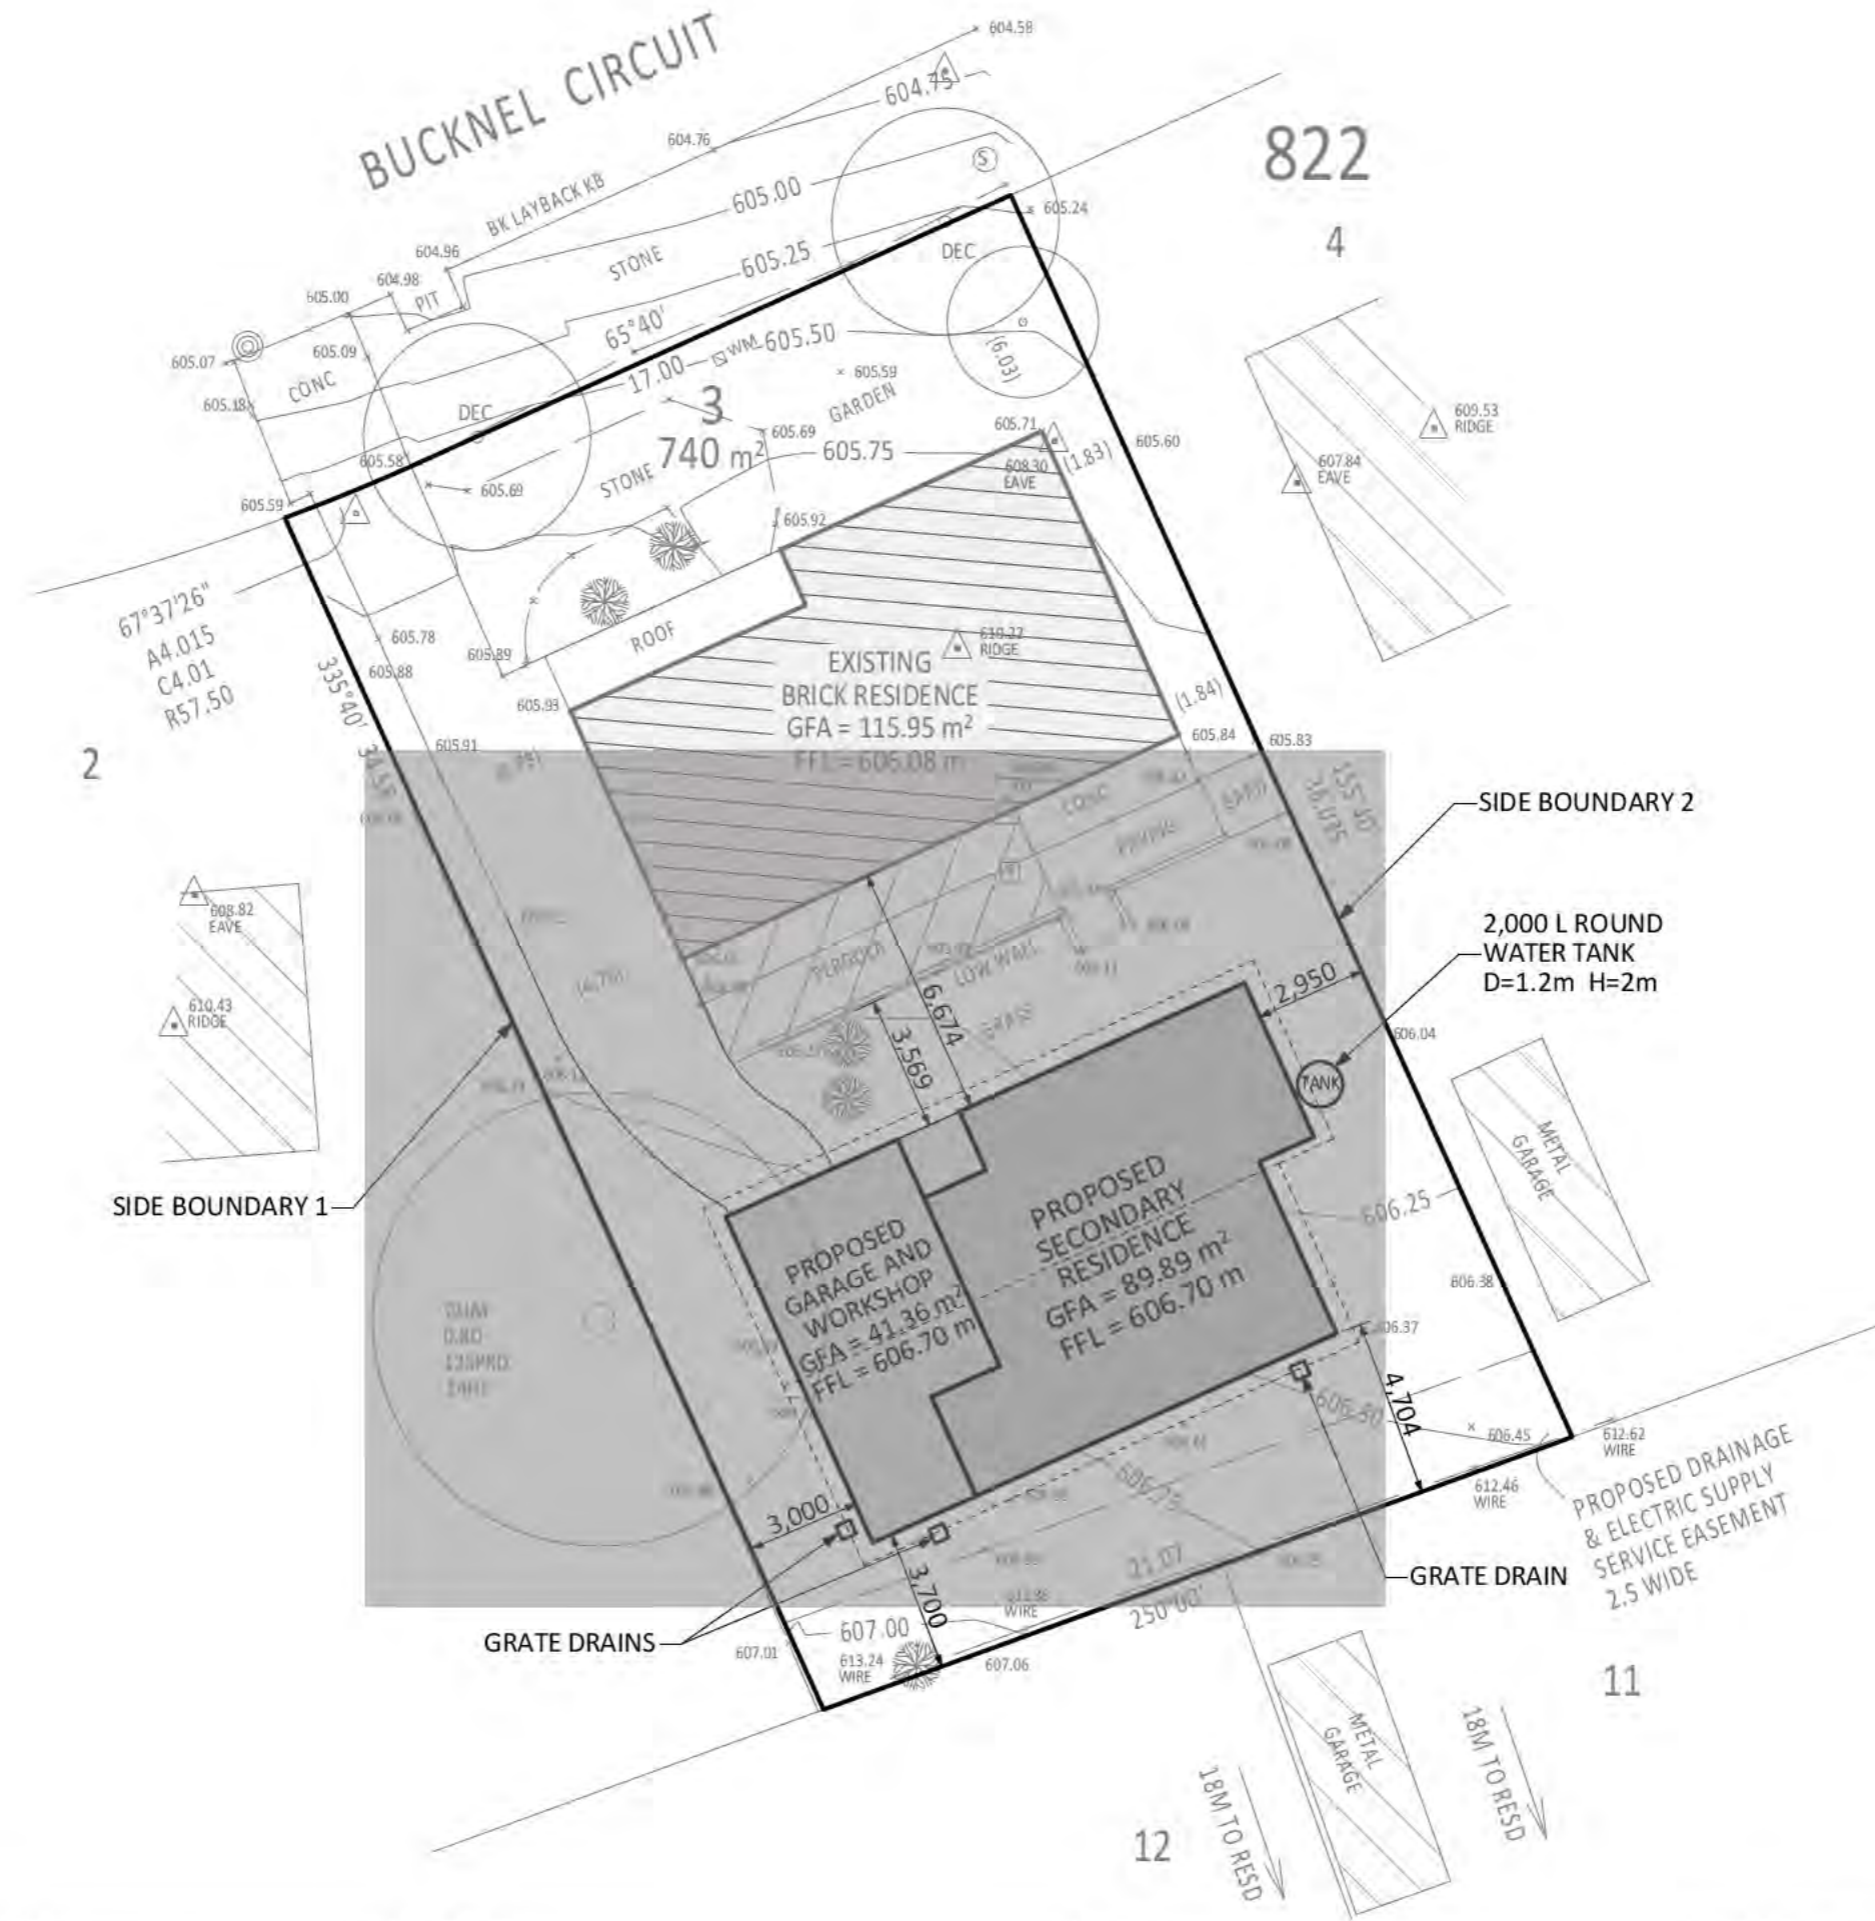 BUCKNEL CIRCUIT
604.58
604.75
604.76
822
4
BK LAYBACK KB
605.00
S
605.24
604.96
STONE
605.25
DEC
604.98
PIT
605.00
65°40'
605.07
605.09
CONC
17.00
WM
605.50
(6.03)
605.18
3
605.59
GARDEN
609.53
RIDGE
DEC
605.69
605.71
605.60
740 m²
605.75
(1.83)
605.58
STONE
608.30
EAVE
607.84
EAVE
605.59
605.69
605.92
67°37'26"
A4.015
C4.01
R57.50
605.78
ROOF
605.89
605.88
610.22
RIDGE
335°40'
EXISTING
BRICK RESIDENCE
GFA = 115.95 m²
FFL = 606.08 m
605.93
(1.84)
605.84
605.83
2
605.91
34.55
155°40'
36.035
CONC
PAVING
SIDE BOUNDARY 2
608.82
EAVE
2,000 L ROUND
WATER TANK
D=1.2m H=2m
PERGOLA
LOW WALL
6,674
2,950
610.43
RIDGE
3,569
GRASS
606.04
TANK
METAL
GARAGE
SIDE BOUNDARY 1
PROPOSED
SECONDARY
RESIDENCE
GFA = 89.89 m²
FFL = 606.70 m
606.25
PROPOSED
GARAGE AND
WORKSHOP
GFA = 41.36 m²
FFL = 606.70 m
606.38
606.37
4,704
606.45
612.62
WIRE
606.75
612.46
WIRE
3,000
PROPOSED DRAINAGE
& ELECTRIC SUPPLY
SERVICE EASEMENT
2.5 WIDE
21.07
250°00'
GRATE DRAIN
3,700
WIRE
607.00
GRATE DRAINS
607.01
613.24
WIRE
607.06
11
METAL
GARAGE
18M TO RESD
18M TO RESD
12